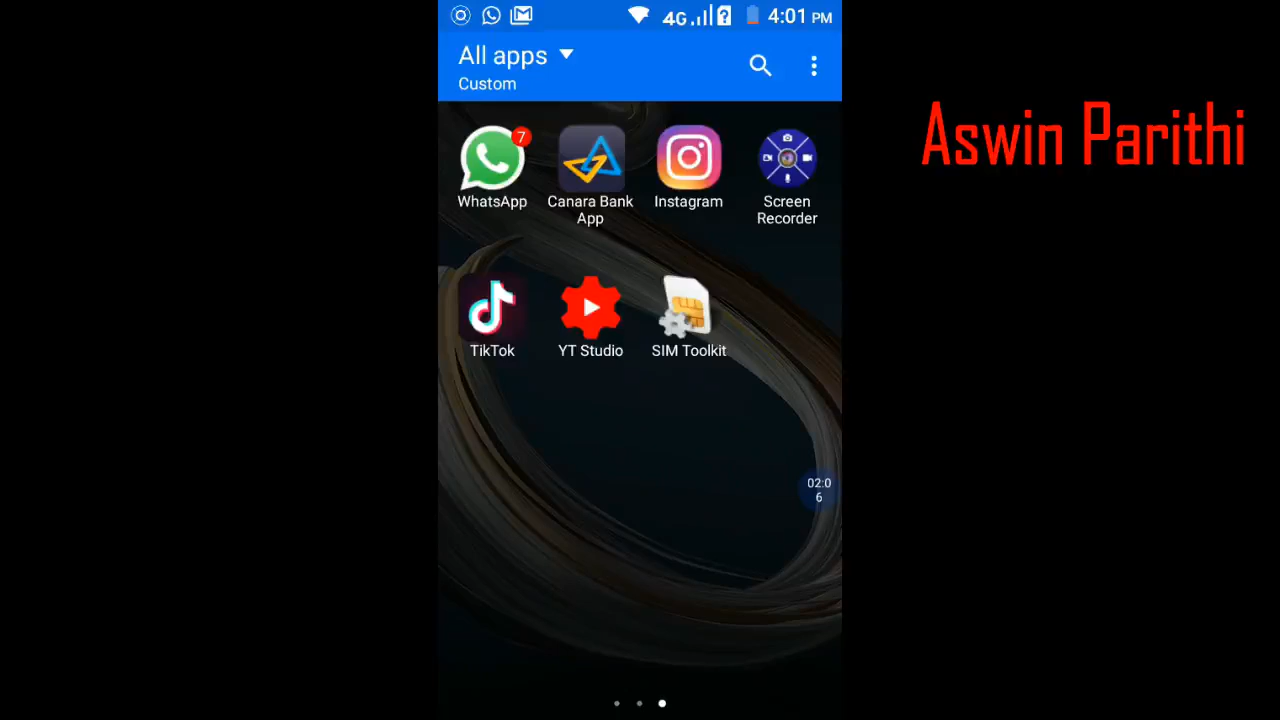 4G 4:01 PM
All apps
Custom
Aswin Parithi
7
WhatsApp
Canara Bank App
Instagram
Screen Recorder
TikTok
YT Studio
SIM Toolkit
02:0
6